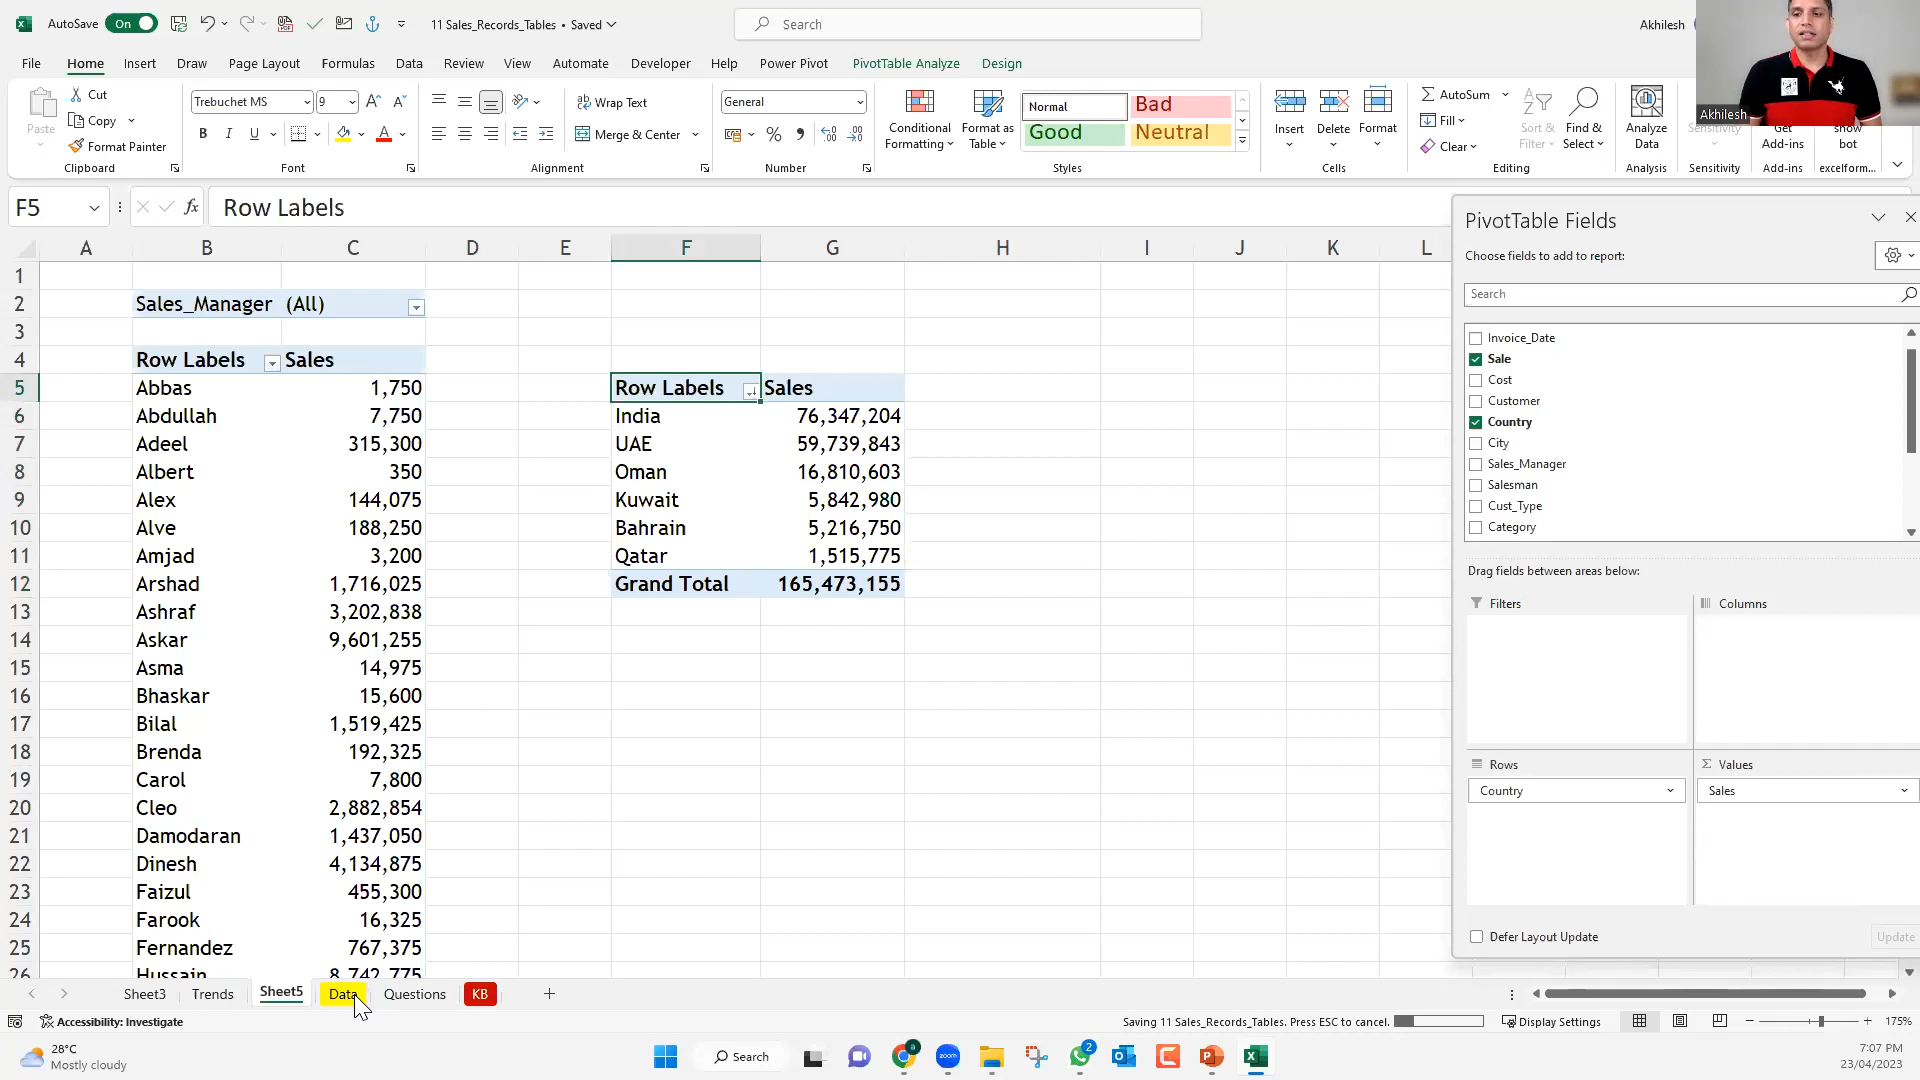 AutoSave On 11 Sales_Records_Tables • Saved Search Akhilesh
File Home Insert Draw Page Layout Formulas Data Review View Automate Developer Help Power Pivot PivotTable Analyze Design
Paste Cut Copy Format Painter Clipboard
Trebuchet MS 9 B I U Font
Wrap Text Merge & Center Alignment
General % Number
Conditional Formatting Format as Table Normal Bad Good Neutral Styles
Insert Delete Format Cells
AutoSum Fill Clear Sort & Filter Find & Select Editing
Analyze Data Analysis
Sensitivity Sensitivity
Get Add-ins Add-ins
show bot excelform...
Akhilesh
F5 fx Row Labels
A B C D E F G H I J K L
1
2 Sales_Manager (All)
3
4 Row Labels Sales
5 Abbas 1,750 Row Labels Sales
6 Abdullah 7,750 India 76,347,204
7 Adeel 315,300 UAE 59,739,843
8 Albert 350 Oman 16,810,603
9 Alex 144,075 Kuwait 5,842,980
10 Alve 188,250 Bahrain 5,216,750
11 Amjad 3,200 Qatar 1,515,775
12 Arshad 1,716,025 Grand Total 165,473,155
13 Ashraf 3,202,838
14 Askar 9,601,255
15 Asma 14,975
16 Bhaskar 15,600
17 Bilal 1,519,425
18 Brenda 192,325
19 Carol 7,800
20 Cleo 2,882,854
21 Damodaran 1,437,050
22 Dinesh 4,134,875
23 Faizul 455,300
24 Farook 16,325
25 Fernandez 767,375
26 Hussain 8,742,775
PivotTable Fields
Choose fields to add to report:
Search
Invoice_Date
Sale
Cost
Customer
Country
City
Sales_Manager
Salesman
Cust_Type
Category
Drag fields between areas below:
Filters Columns
Rows Values
Country Sales
Defer Layout Update Update
Sheet3 Trends Sheet5 Data Questions KB
Accessibility: Investigate Saving 11 Sales_Records_Tables. Press ESC to cancel. Display Settings 175%
28°C
Mostly cloudy
Search
zoom
2
7:07 PM
23/04/2023